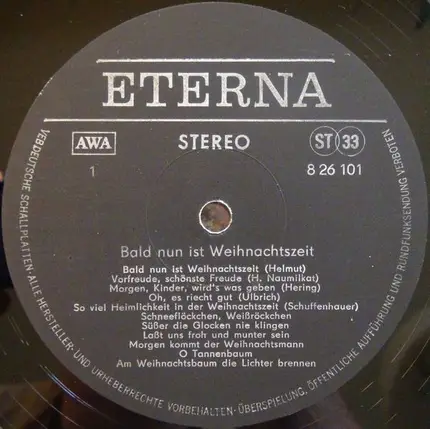 ETERNA
AWA
STEREO
ST 33
1
8 26 101
Bald nun ist Weihnachtszeit
Bald nun ist Weihnachtszeit (Helmut)
Vorfreude, schönste Freude (H. Naumilkat)
Morgen, Kinder, wird's was geben (Hering)
Oh, es riecht gut (Ulbrich)
So viel Heimlichkeit in der Weihnachtszeit (Schuffenhauer)
Schneeflöckchen, Weißröckchen
Süßer die Glocken nie klingen
Laßt uns froh und munter sein
Morgen kommt der Weihnachtsmann
O Tannenbaum
Am Weihnachtsbaum die Lichter brennen
VEB DEUTSCHE SCHALLPLATTEN · ALLE HERSTELLER- UND URHEBERRECHTE VORBEHALTEN · ÜBERSPIELUNG, ÖFFENTLICHE AUFFÜHRUNG UND RUNDFUNKSENDUNG VERBOTEN